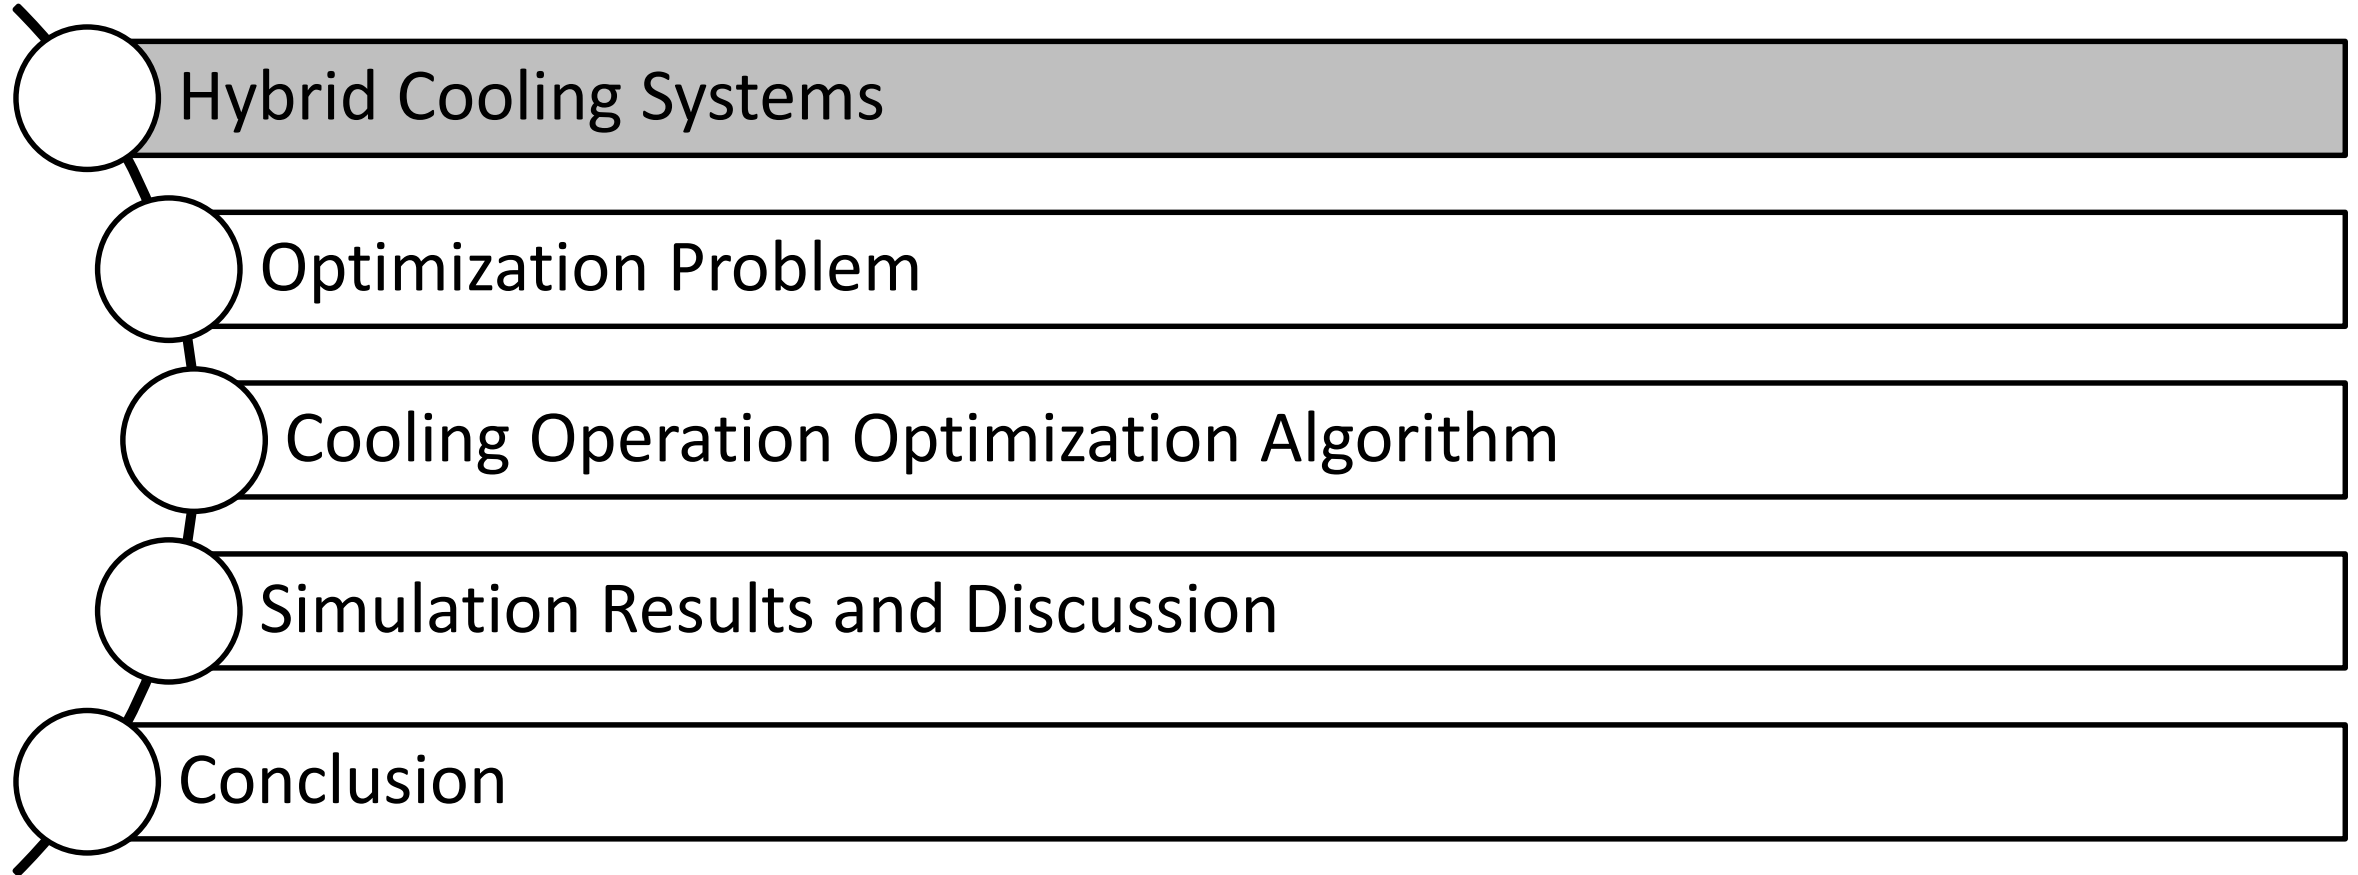 Hybrid Cooling Systems
Optimization Problem
Cooling Operation Optimization Algorithm
Simulation Results and Discussion
Conclusion